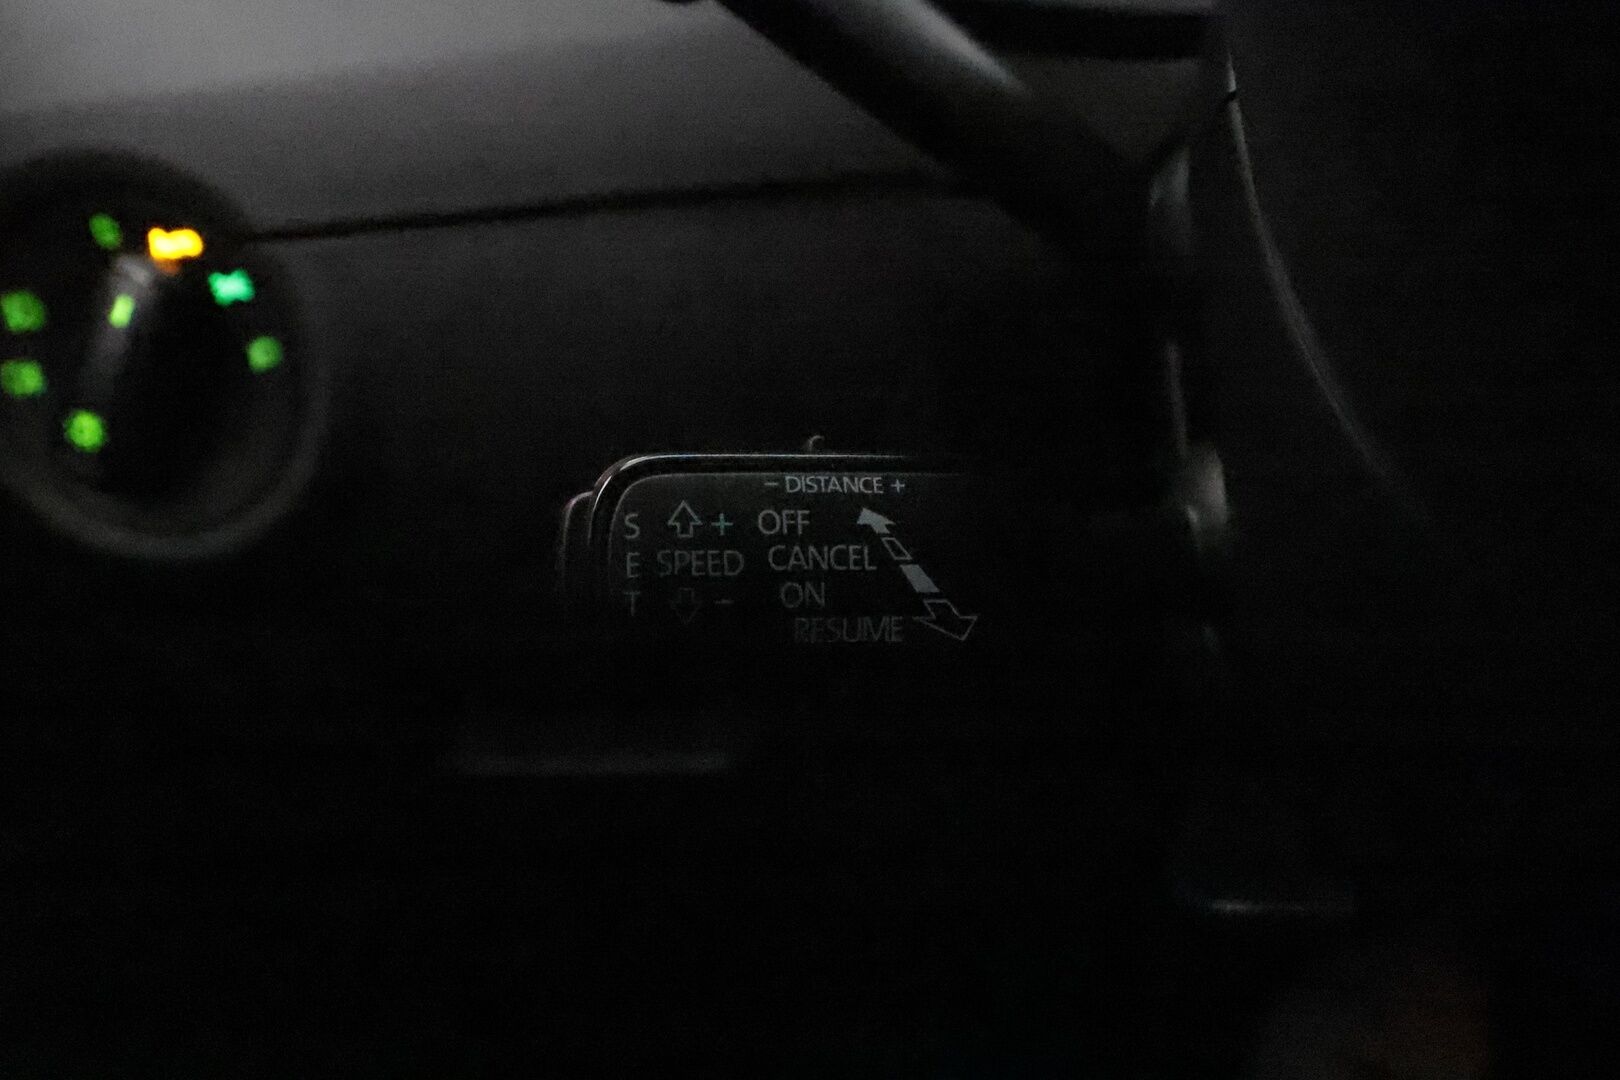 - DISTANCE +
S + OFF
E SPEED CANCEL
T - ON
RESUME